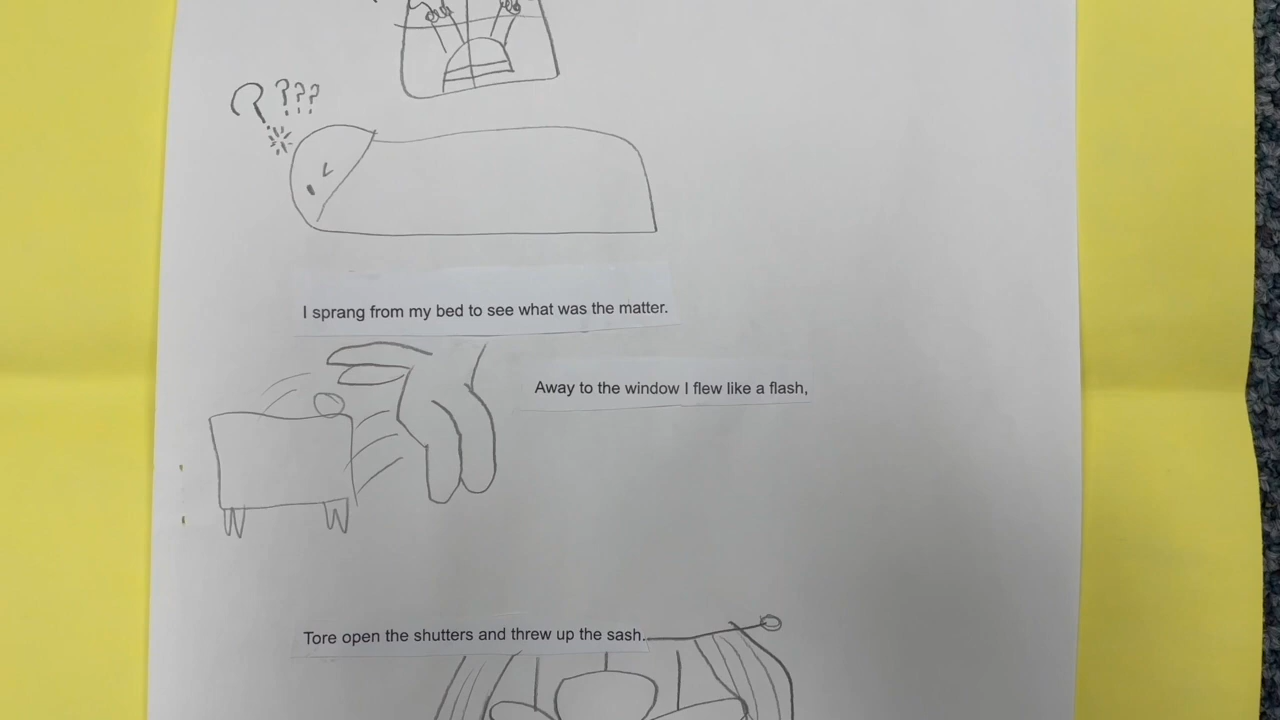 ? ???
I sprang from my bed to see what was the matter.
Away to the window I flew like a flash,
Tore open the shutters and threw up the sash.